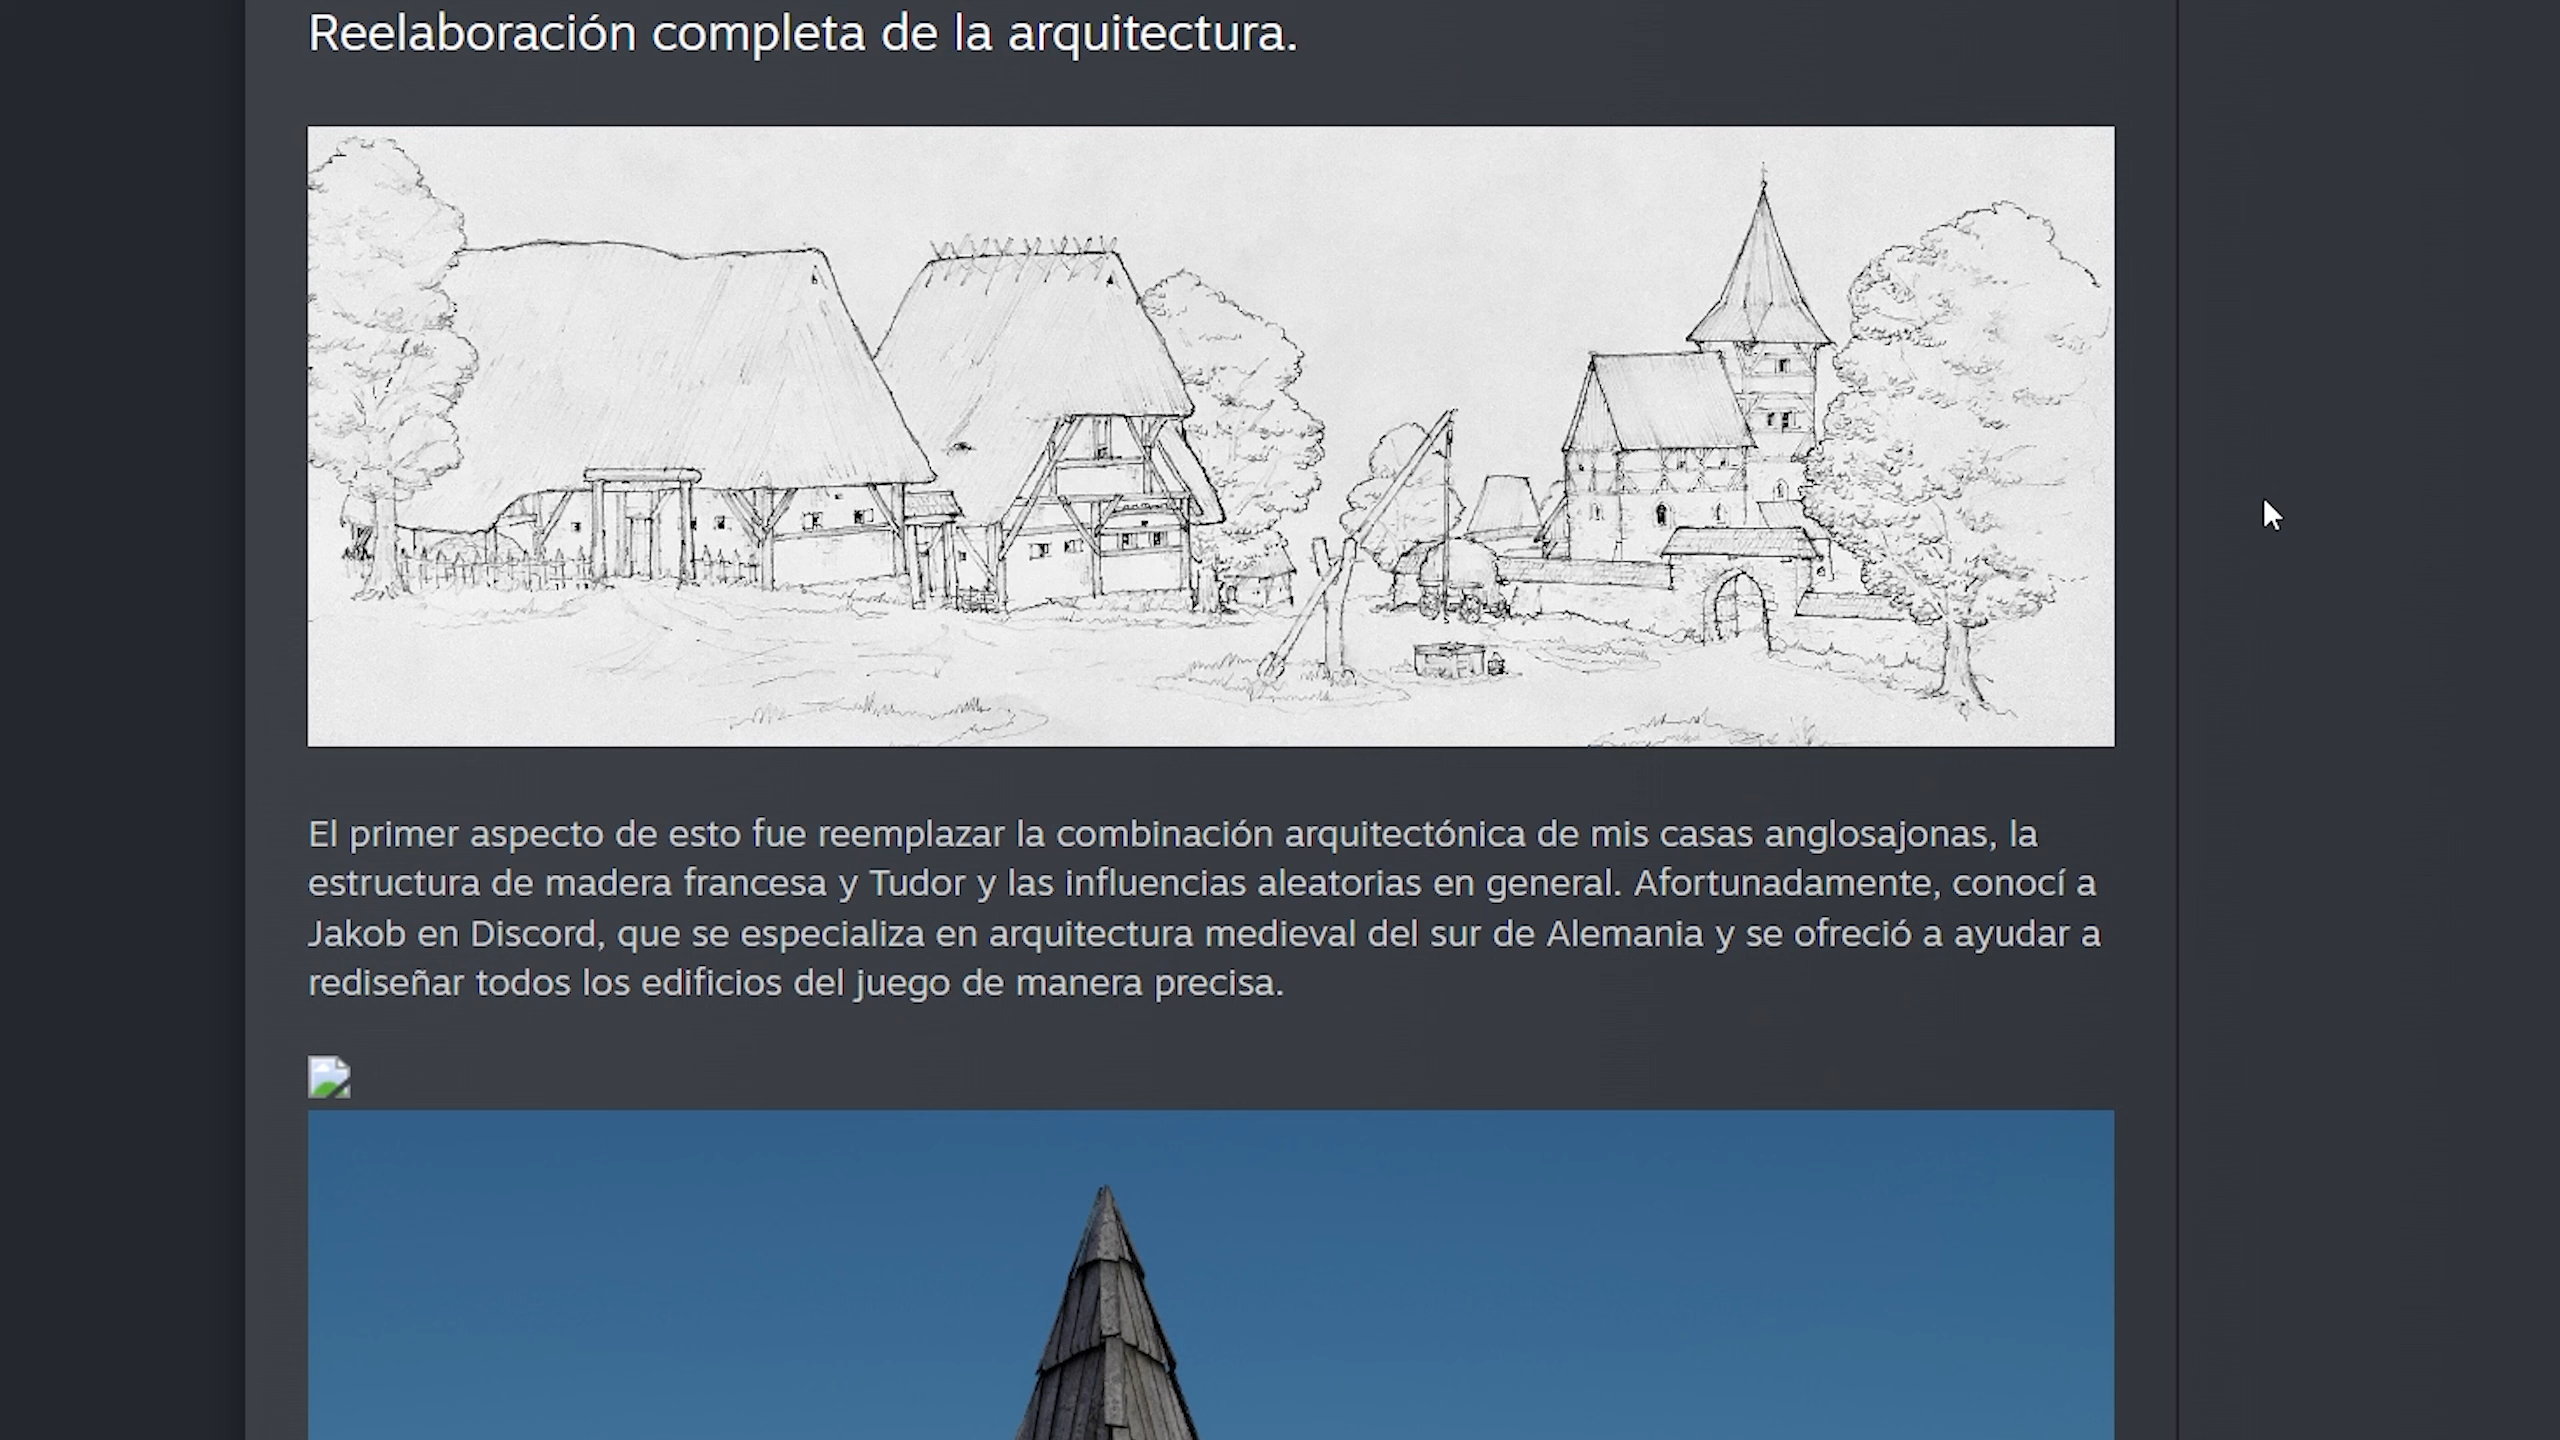 Reelaboración completa de la arquitectura.
El primer aspecto de esto fue reemplazar la combinación arquitectónica de mis casas anglosajonas, la
estructura de madera francesa y Tudor y las influencias aleatorias en general. Afortunadamente, conocí a
Jakob en Discord, que se especializa en arquitectura medieval del sur de Alemania y se ofreció a ayudar a
rediseñar todos los edificios del juego de manera precisa.